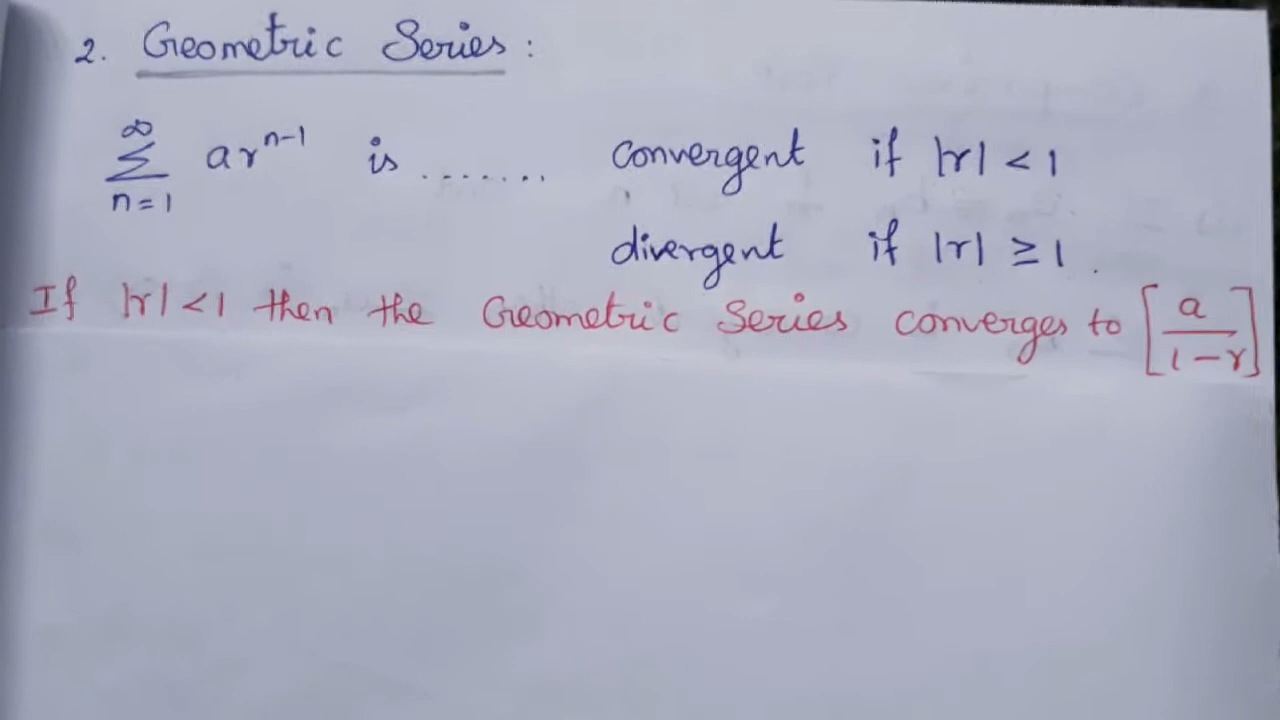 2. Geometric Series :
∞
∑ ar^{n-1} is ....... convergent if |r| < 1
n=1
divergent if |r| ≥ 1.
If |r| < 1 then the Geometric Series converges to [a/(1-r)]